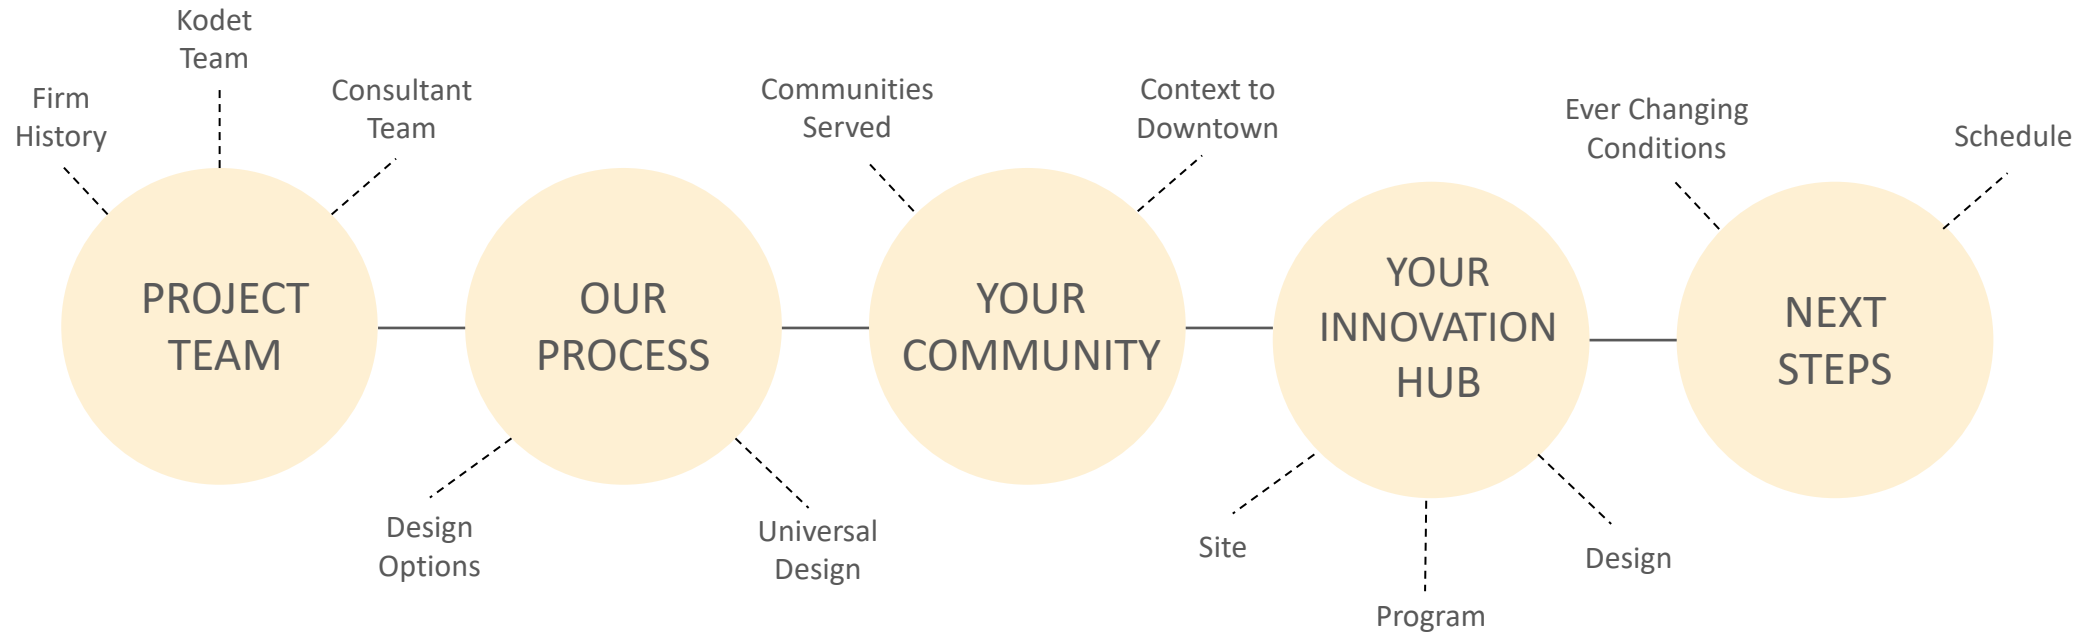 Kodet
Team
Firm
History
Consultant
Team
PROJECT
TEAM
OUR
PROCESS
Design
Options
Universal
Design
Communities
Served
Context to
Downtown
YOUR
COMMUNITY
YOUR
INNOVATION
HUB
Site
Program
Design
Ever Changing
Conditions
Schedule
NEXT
STEPS